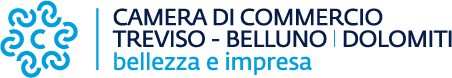 CAMERA DI COMMERCIO
TREVISO - BELLUNO | DOLOMITI
bellezza e impresa